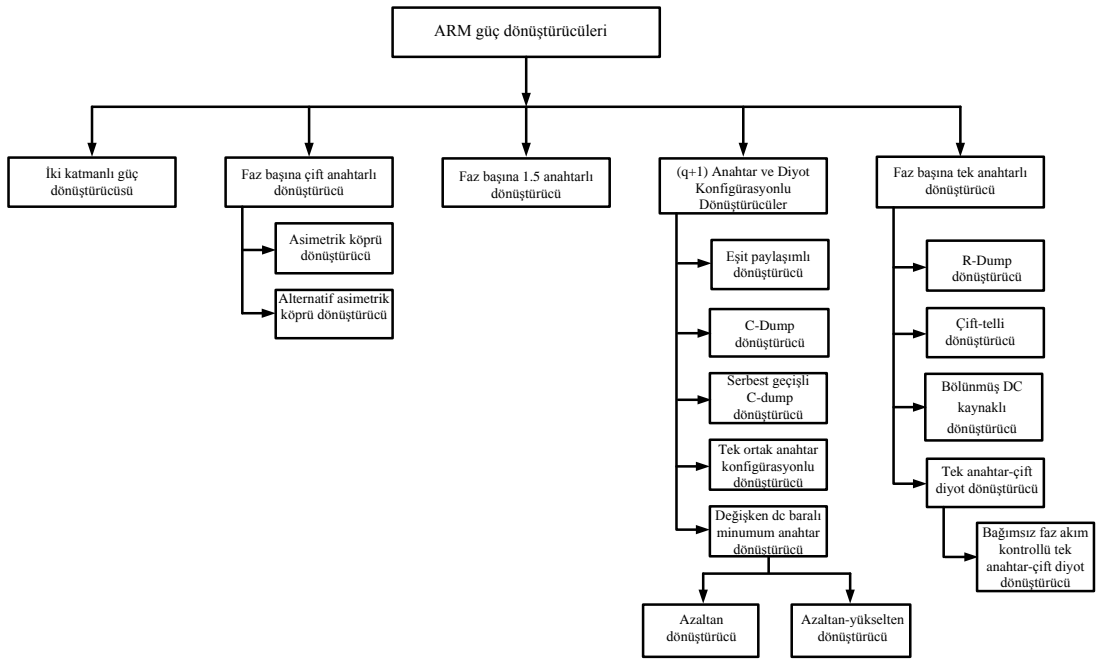 ARM güç dönüştürücüleri
İki katmanlı güç
dönüştürücüsü
Faz başına çift anahtarlı
dönüştürücü
Faz başına 1.5 anahtarlı
dönüştürücü
(q+1) Anahtar ve Diyot
Konfigürasyonlu
Dönüştürücüler
Faz başına tek anahtarlı
dönüştürücü
Asimetrik köprü
dönüştürücü
Alternatif asimetrik
köprü dönüştürücü
Eşit paylaşımlı
dönüştürücü
C-Dump
dönüştürücü
Serbest geçişli
C-dump
dönüştürücü
Tek ortak anahtar
konfigürasyonlu
dönüştürücü
Değişken dc baralı
minumum anahtar
dönüştürücü
Azaltan
dönüştürücü
Azaltan-yükselten
dönüştürücü
R-Dump
dönüştürücü
Çift-telli
dönüştürücü
Bölünmüş DC
kaynaklı
dönüştürücü
Tek anahtar-çift
diyot dönüştürücü
Bağımsız faz akım
kontrollü tek
anahtar-çift diyot
dönüştürücü